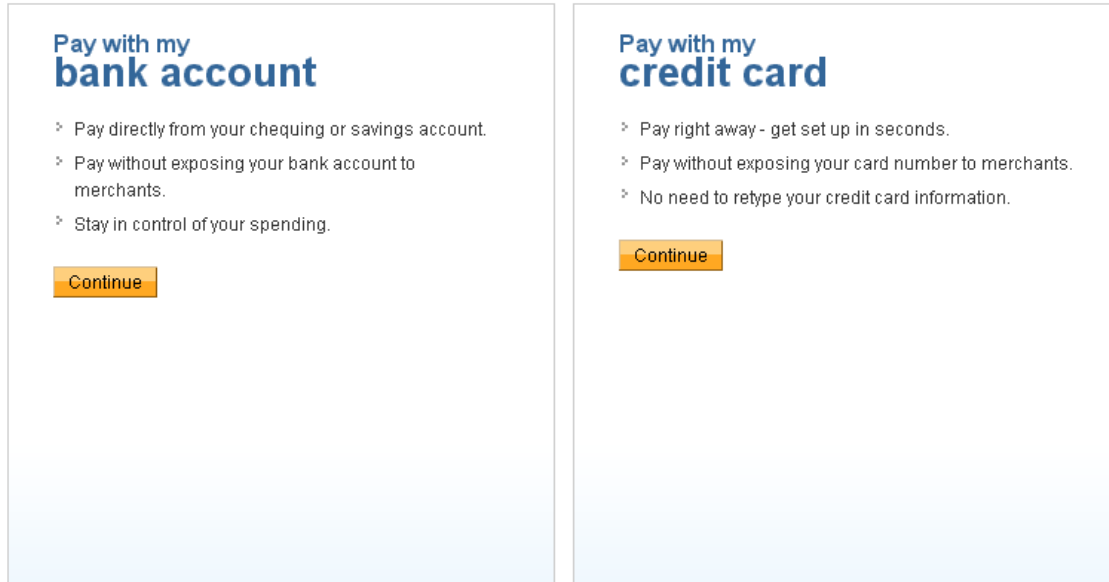 Pay with my
bank account
Pay directly from your chequing or savings account.
Pay without exposing your bank account to
merchants.
Stay in control of your spending.
Continue
Pay with my
credit card
Pay right away - get set up in seconds.
Pay without exposing your card number to merchants.
No need to retype your credit card information.
Continue